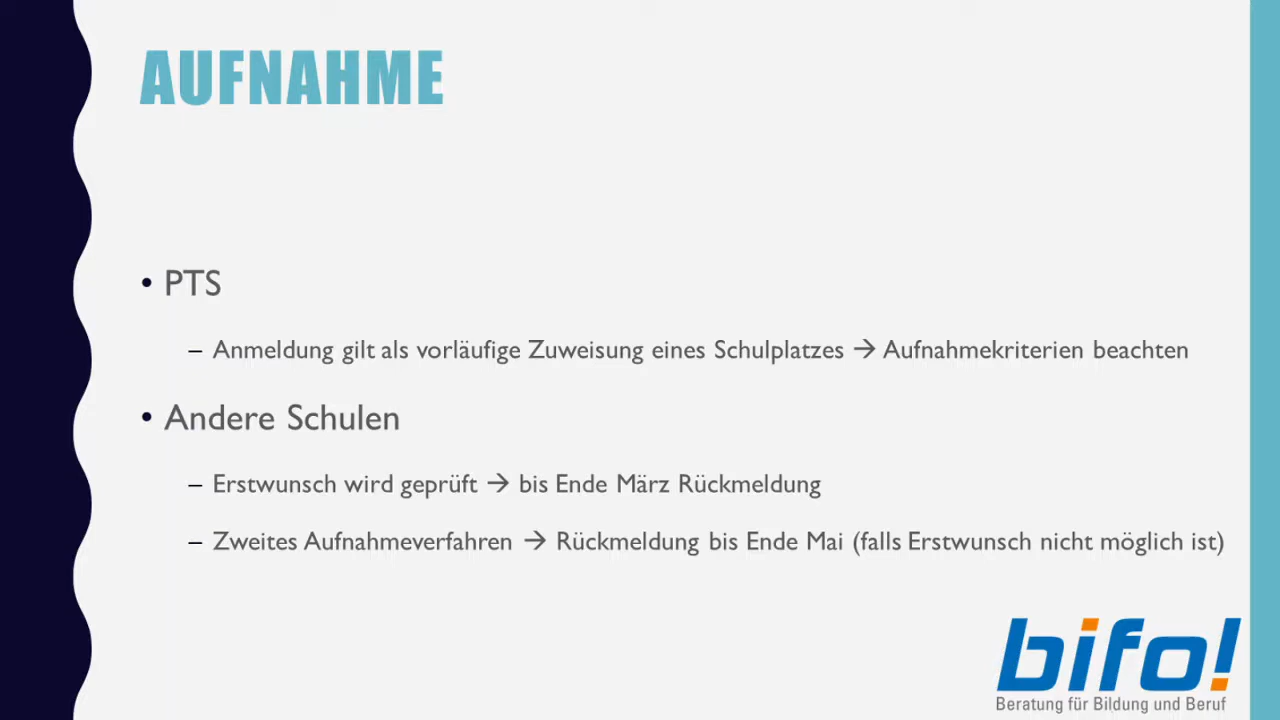 AUFNAHME
• PTS
– Anmeldung gilt als vorläufige Zuweisung eines Schulplatzes → Aufnahmekriterien beachten
• Andere Schulen
– Erstwunsch wird geprüft → bis Ende März Rückmeldung
– Zweites Aufnahmeverfahren → Rückmeldung bis Ende Mai (falls Erstwunsch nicht möglich ist)
bifo!
Beratung für Bildung und Beruf